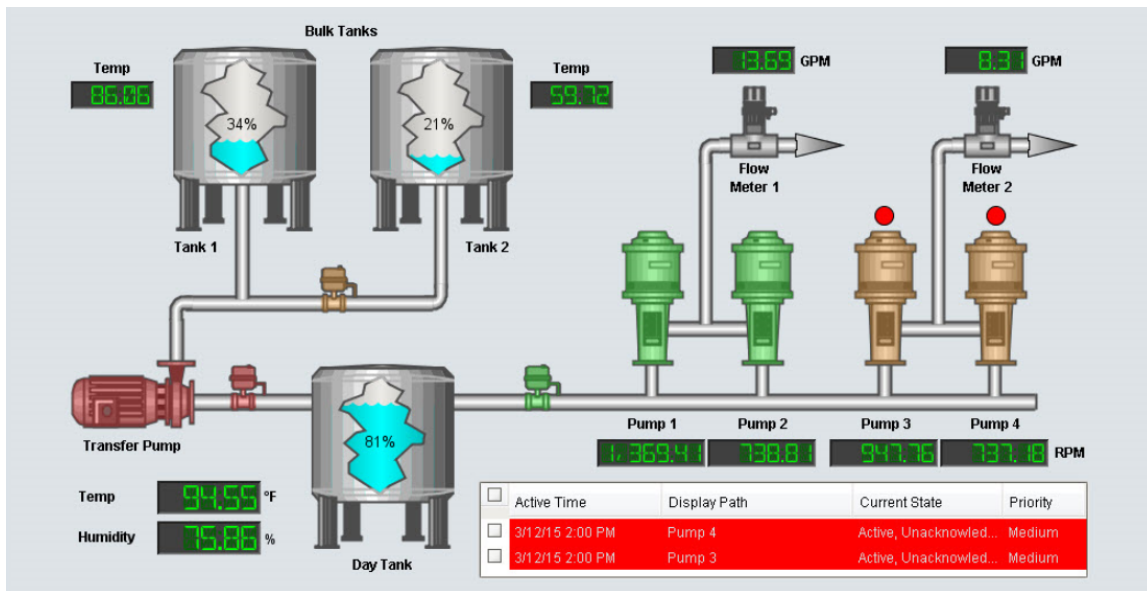 Bulk Tanks
Temp
86.06
34%
21%
Temp
59.72
13.69 GPM
8.31 GPM
Flow
Meter 1
Flow
Meter 2
Tank 1
Tank 2
Transfer Pump
81%
Pump 1
Pump 2
Pump 3
Pump 4
1,369.41
738.81
947.76
737.18 RPM
Temp 94.55 °F
Humidity 75.86 %
Day Tank
Active Time Display Path Current State Priority
3/12/15 2:00 PM Pump 4 Active, Unacknowled... Medium
3/12/15 2:00 PM Pump 3 Active, Unacknowled... Medium